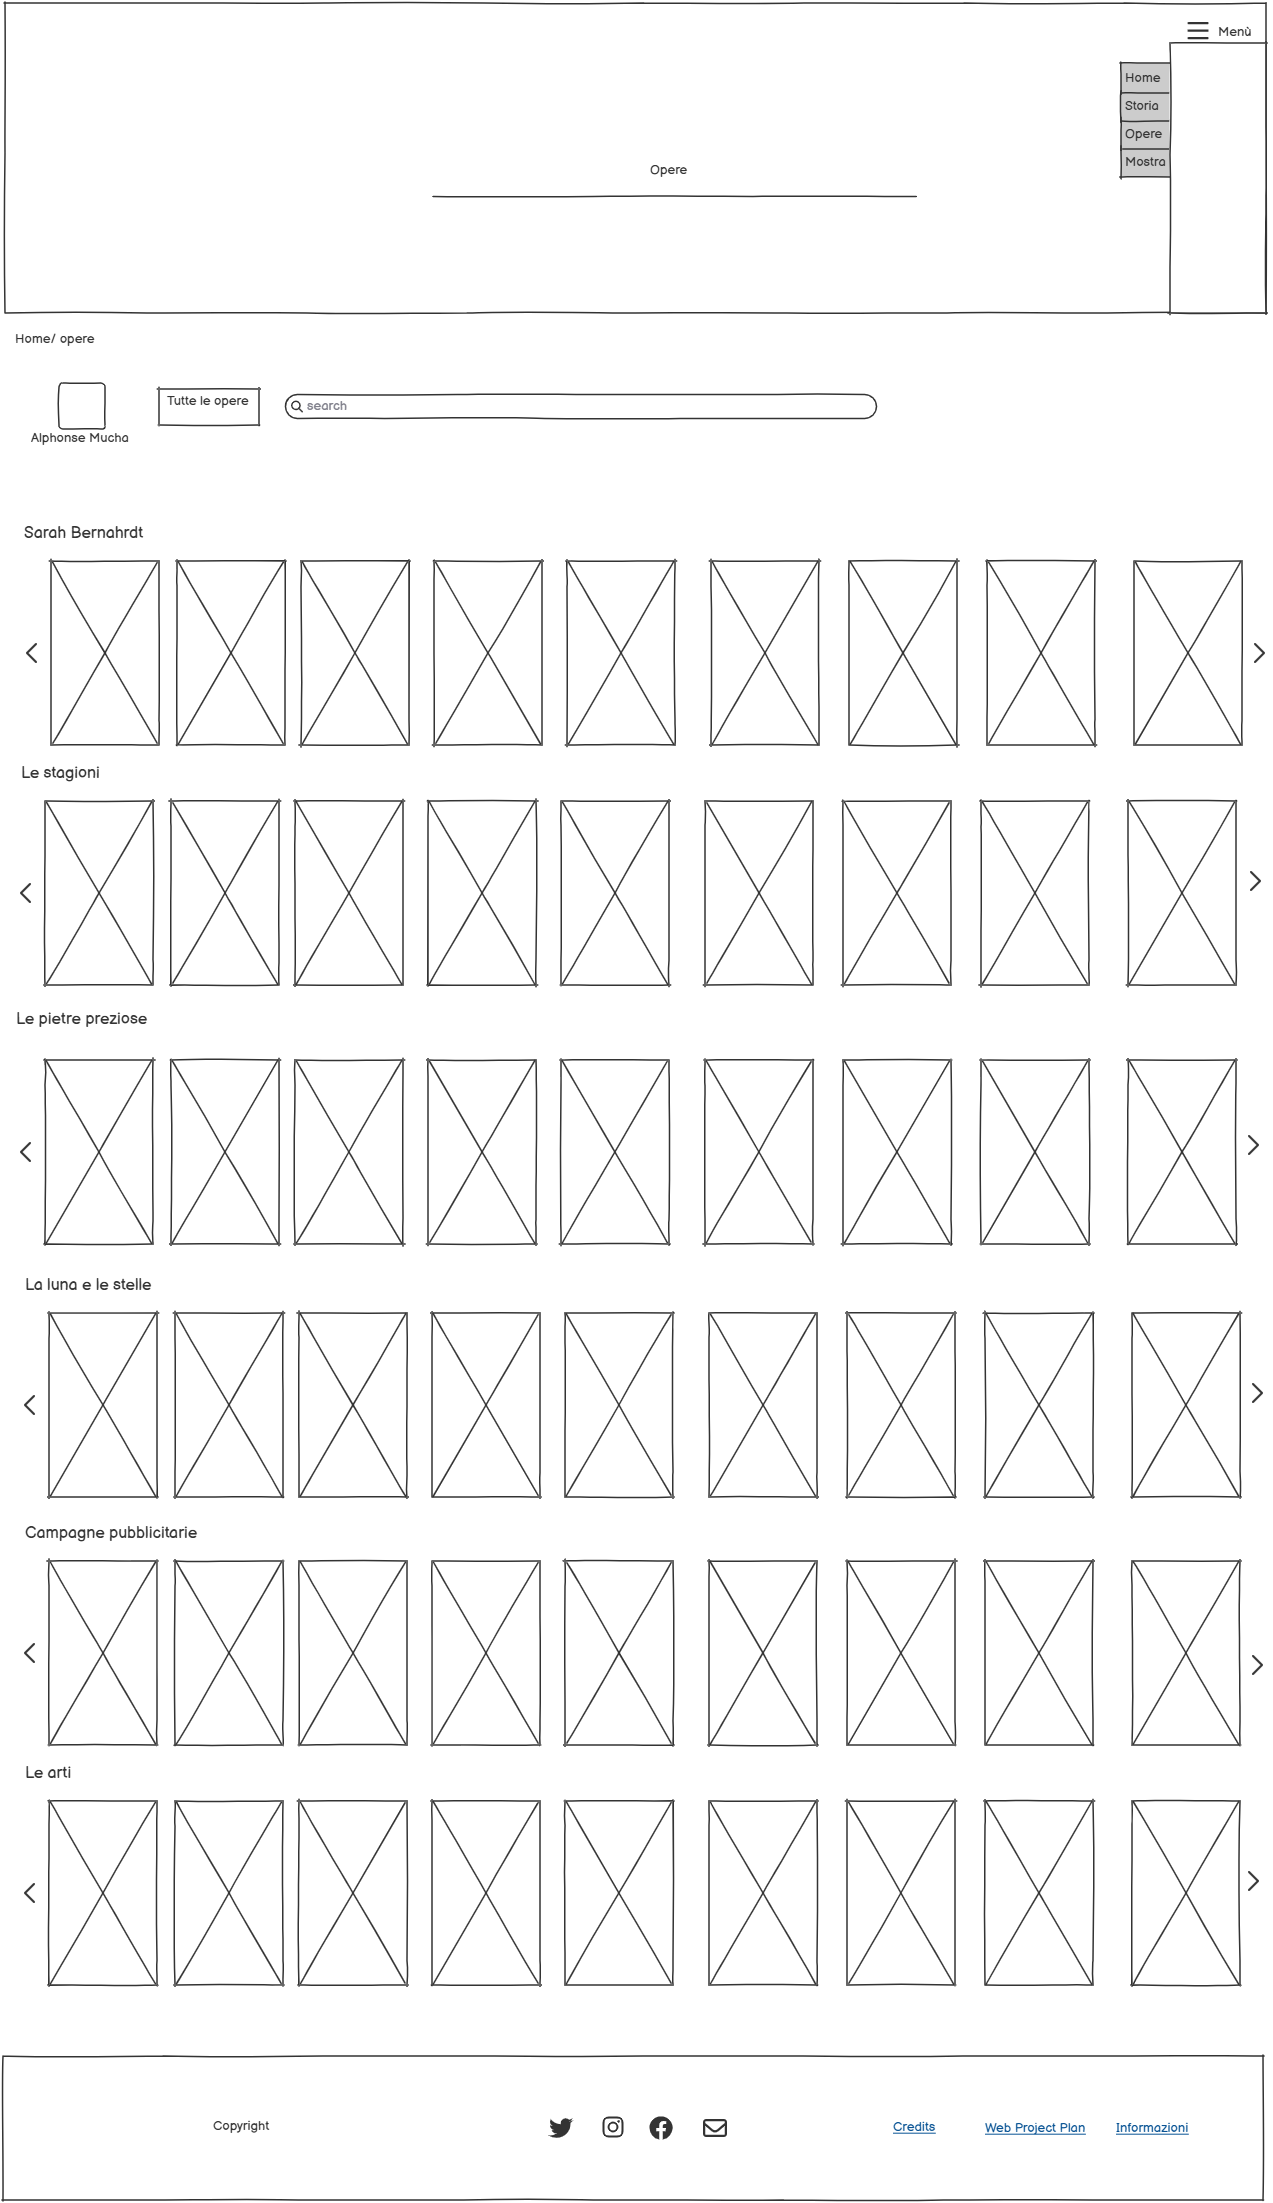 Menù
Home
Storia
Opere
Mostra
Opere
Home/ opere
Tutte le opere
search
Alphonse Mucha
Sarah Bernahrdt
Le stagioni
Le pietre preziose
La luna e le stelle
Campagne pubblicitarie
Le arti
Copyright
Credits
Web Project Plan
Informazioni